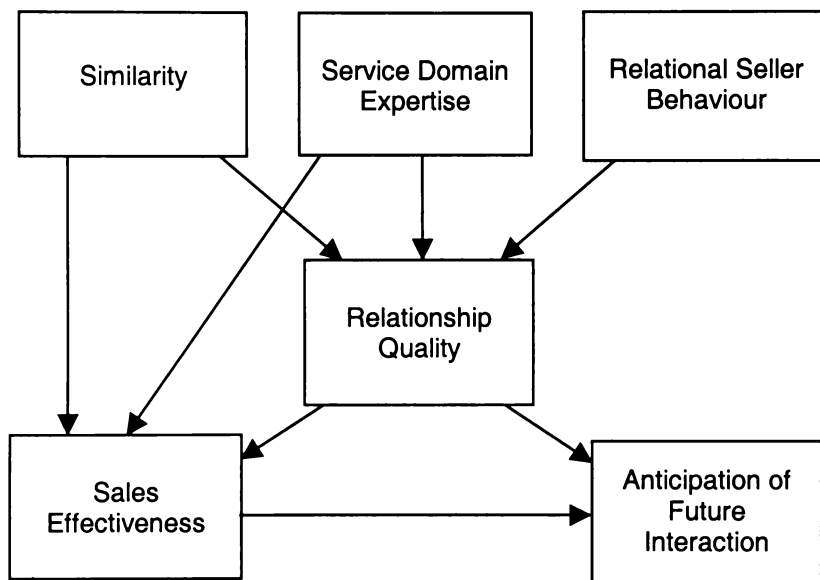 Similarity
Service Domain
Expertise
Relational Seller
Behaviour
Relationship
Quality
Sales
Effectiveness
Anticipation of
Future
Interaction